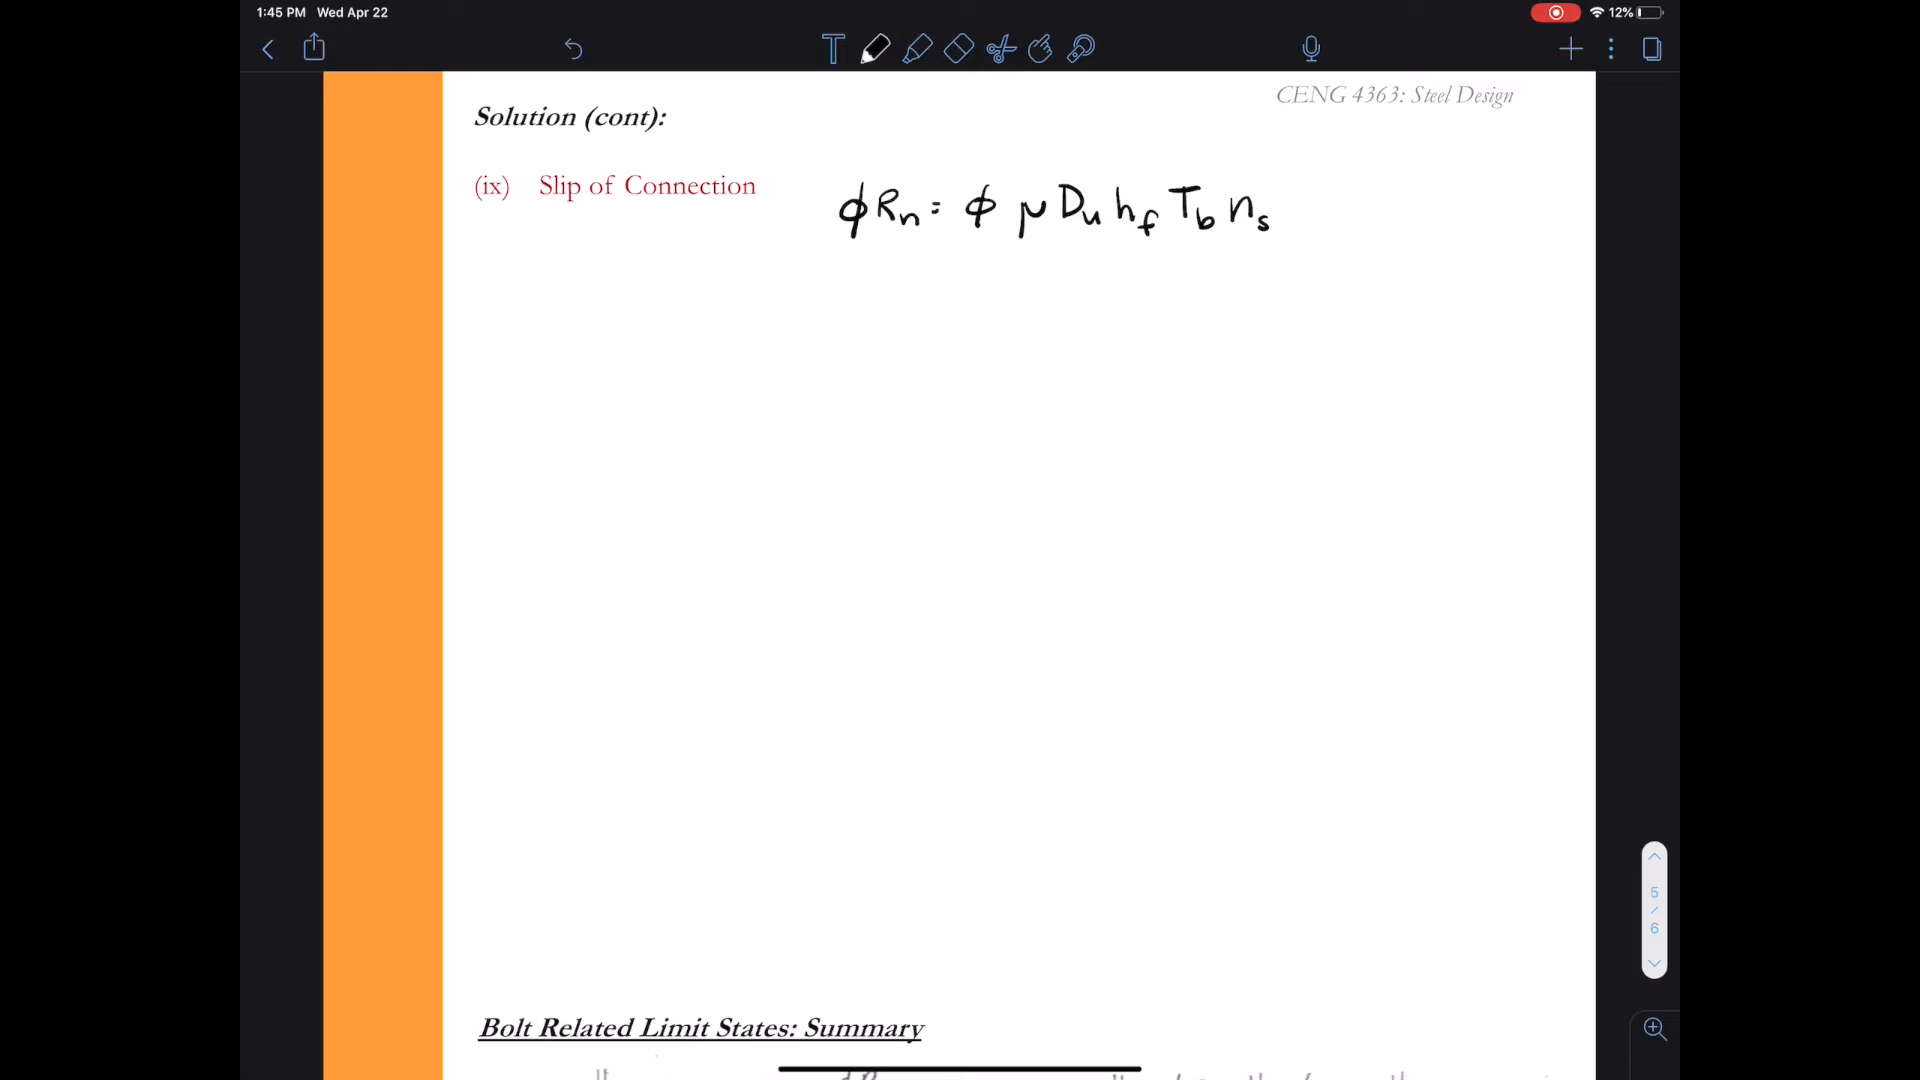 1:45 PM Wed Apr 22
12%
CENG 4363: Steel Design
Solution (cont):
(ix) Slip of Connection
ϕRn = ϕ μ Du hf Tb ns
5
/
6
Bolt Related Limit States: Summary